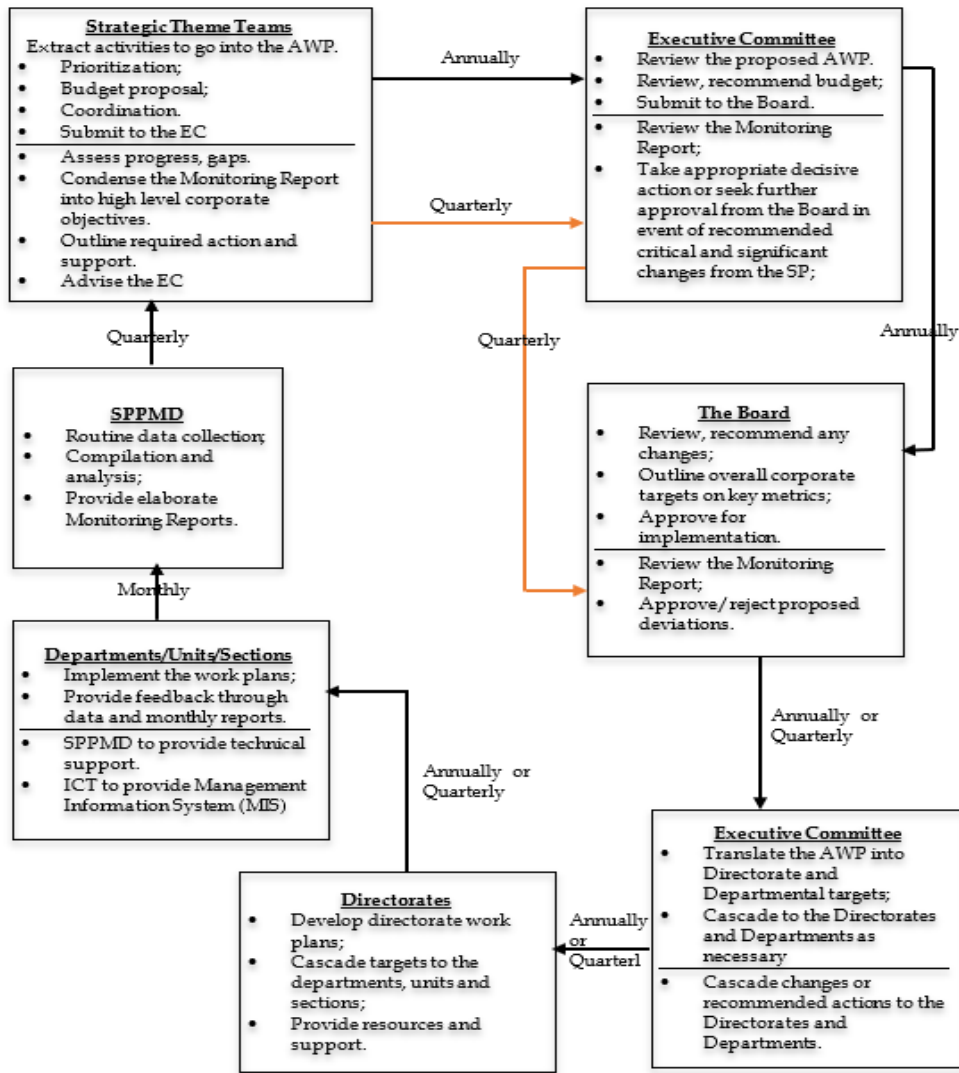 Strategic Theme Teams
Extract activities to go into the AWP.
• Prioritization;
• Budget proposal;
• Coordination.
• Submit to the EC
• Assess progress, gaps.
• Condense the Monitoring Report
into high level corporate
objectives.
• Outline required action and
support.
• Advise the EC
Annually
Quarterly
Executive Committee
• Review the proposed AWP.
• Review, recommend budget;
• Submit to the Board.
• Review the Monitoring
Report;
• Take appropriate decisive
action or seek further
approval from the Board in
event of recommended
critical and significant
changes from the SP;
Quarterly
Quarterly
Annually
SPPMD
• Routine data collection;
• Compilation and
analysis;
• Provide elaborate
Monitoring Reports.
The Board
• Review, recommend any
changes;
• Outline overall corporate
targets on key metrics;
• Approve for
implementation.
• Review the Monitoring
Report;
• Approve/reject proposed
deviations.
Monthly
Departments/Units/Sections
• Implement the work plans;
• Provide feedback through
data and monthly reports.
• SPPMD to provide technical
support.
• ICT to provide Management
Information System (MIS)
Annually or
Quarterly
Annually or
Quarterly
Executive Committee
• Translate the AWP into
Directorate and
Departmental targets;
• Cascade to the Directorates
and Departments as
necessary
• Cascade changes or
recommended actions to the
Directorates and
Departments.
Annually
or
Quarterl
Directorates
• Develop directorate work
plans;
• Cascade targets to the
departments, units and
sections;
• Provide resources and
support.